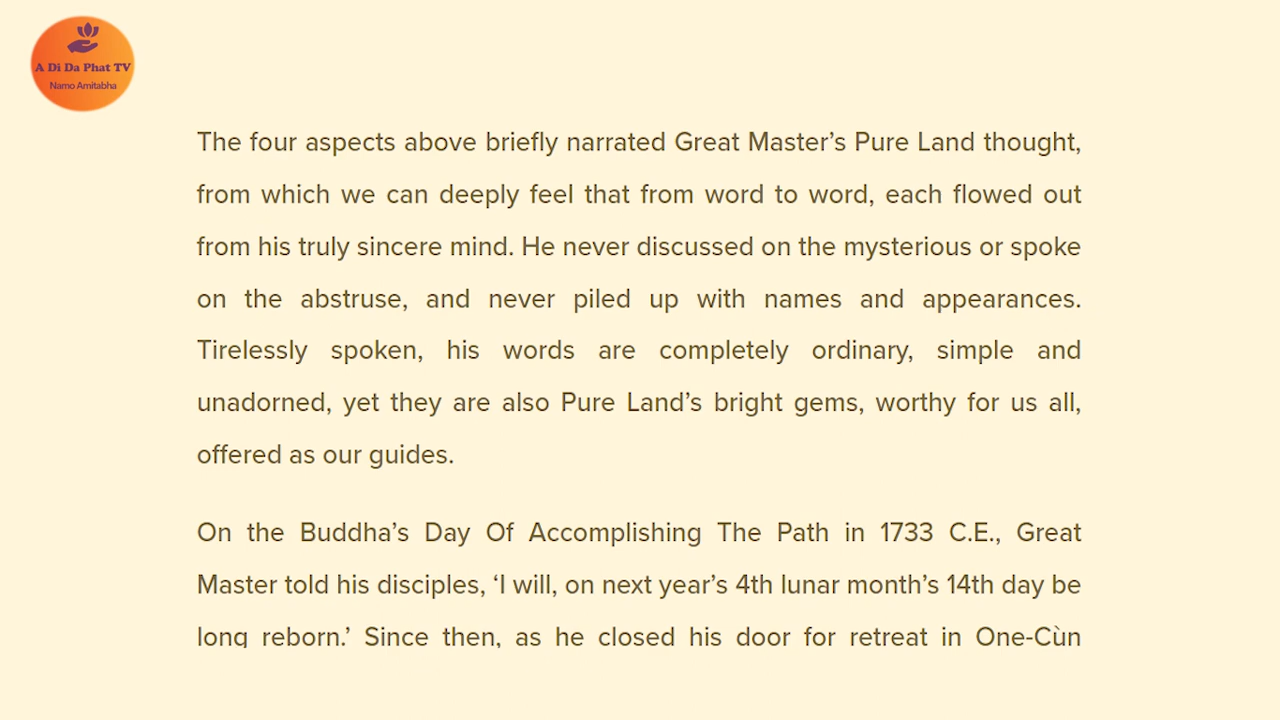 A Di Da Phat TV
Namo Amitabha
The four aspects above briefly narrated Great Master’s Pure Land thought,
from which we can deeply feel that from word to word, each flowed out
from his truly sincere mind. He never discussed on the mysterious or spoke
on the abstruse, and never piled up with names and appearances.
Tirelessly spoken, his words are completely ordinary, simple and
unadorned, yet they are also Pure Land’s bright gems, worthy for us all,
offered as our guides.
On the Buddha’s Day Of Accomplishing The Path in 1733 C.E., Great
Master told his disciples, ‘I will, on next year’s 4th lunar month’s 14th day be
long reborn.’ Since then, as he closed his door for retreat in One-Cùn